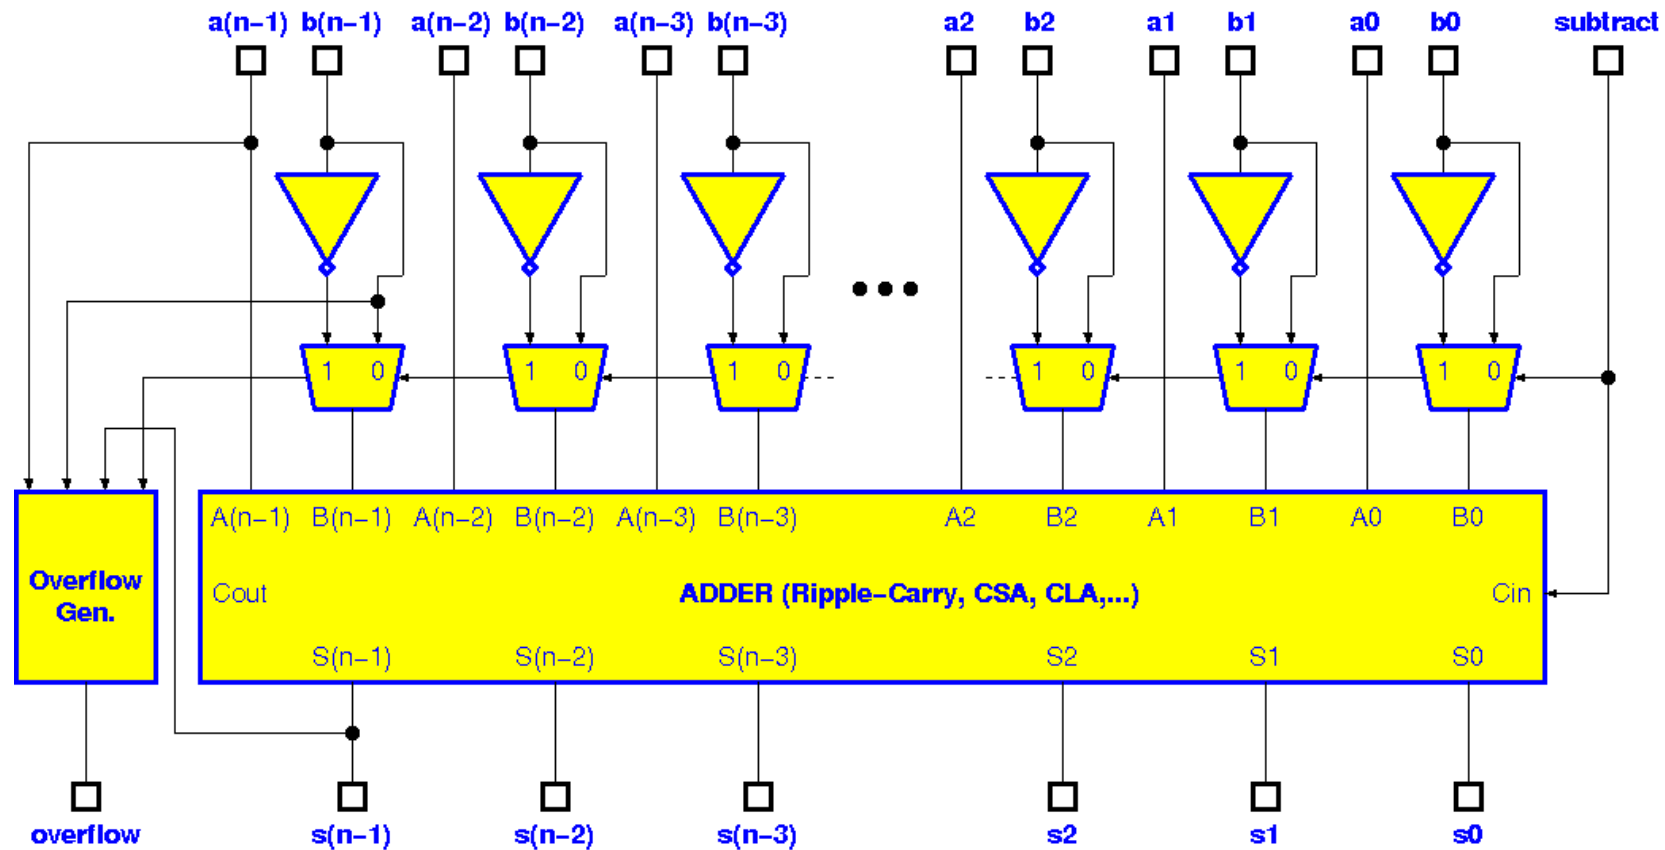 a(n−1) b(n−1) a(n−2) b(n−2) a(n−3) b(n−3) a2 b2 a1 b1 a0 b0 subtract
1 0 1 0 1 0 1 0 1 0 1 0
A(n−1) B(n−1) A(n−2) B(n−2) A(n−3) B(n−3) A2 B2 A1 B1 A0 B0
Overflow
Gen.
Cout ADDER (Ripple−Carry, CSA, CLA,...) Cin
S(n−1) S(n−2) S(n−3) S2 S1 S0
overflow s(n−1) s(n−2) s(n−3) s2 s1 s0